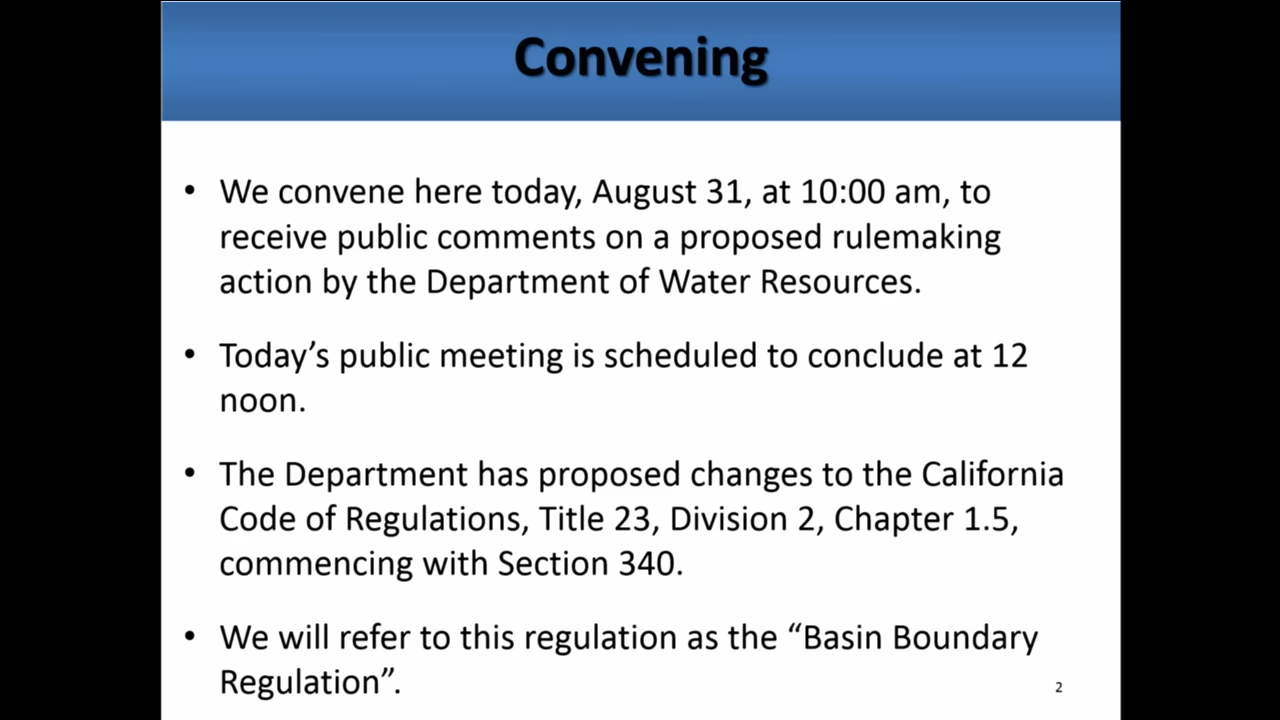 Convening
• We convene here today, August 31, at 10:00 am, to
receive public comments on a proposed rulemaking
action by the Department of Water Resources.
• Today’s public meeting is scheduled to conclude at 12
noon.
• The Department has proposed changes to the California
Code of Regulations, Title 23, Division 2, Chapter 1.5,
commencing with Section 340.
• We will refer to this regulation as the “Basin Boundary
Regulation”.
2